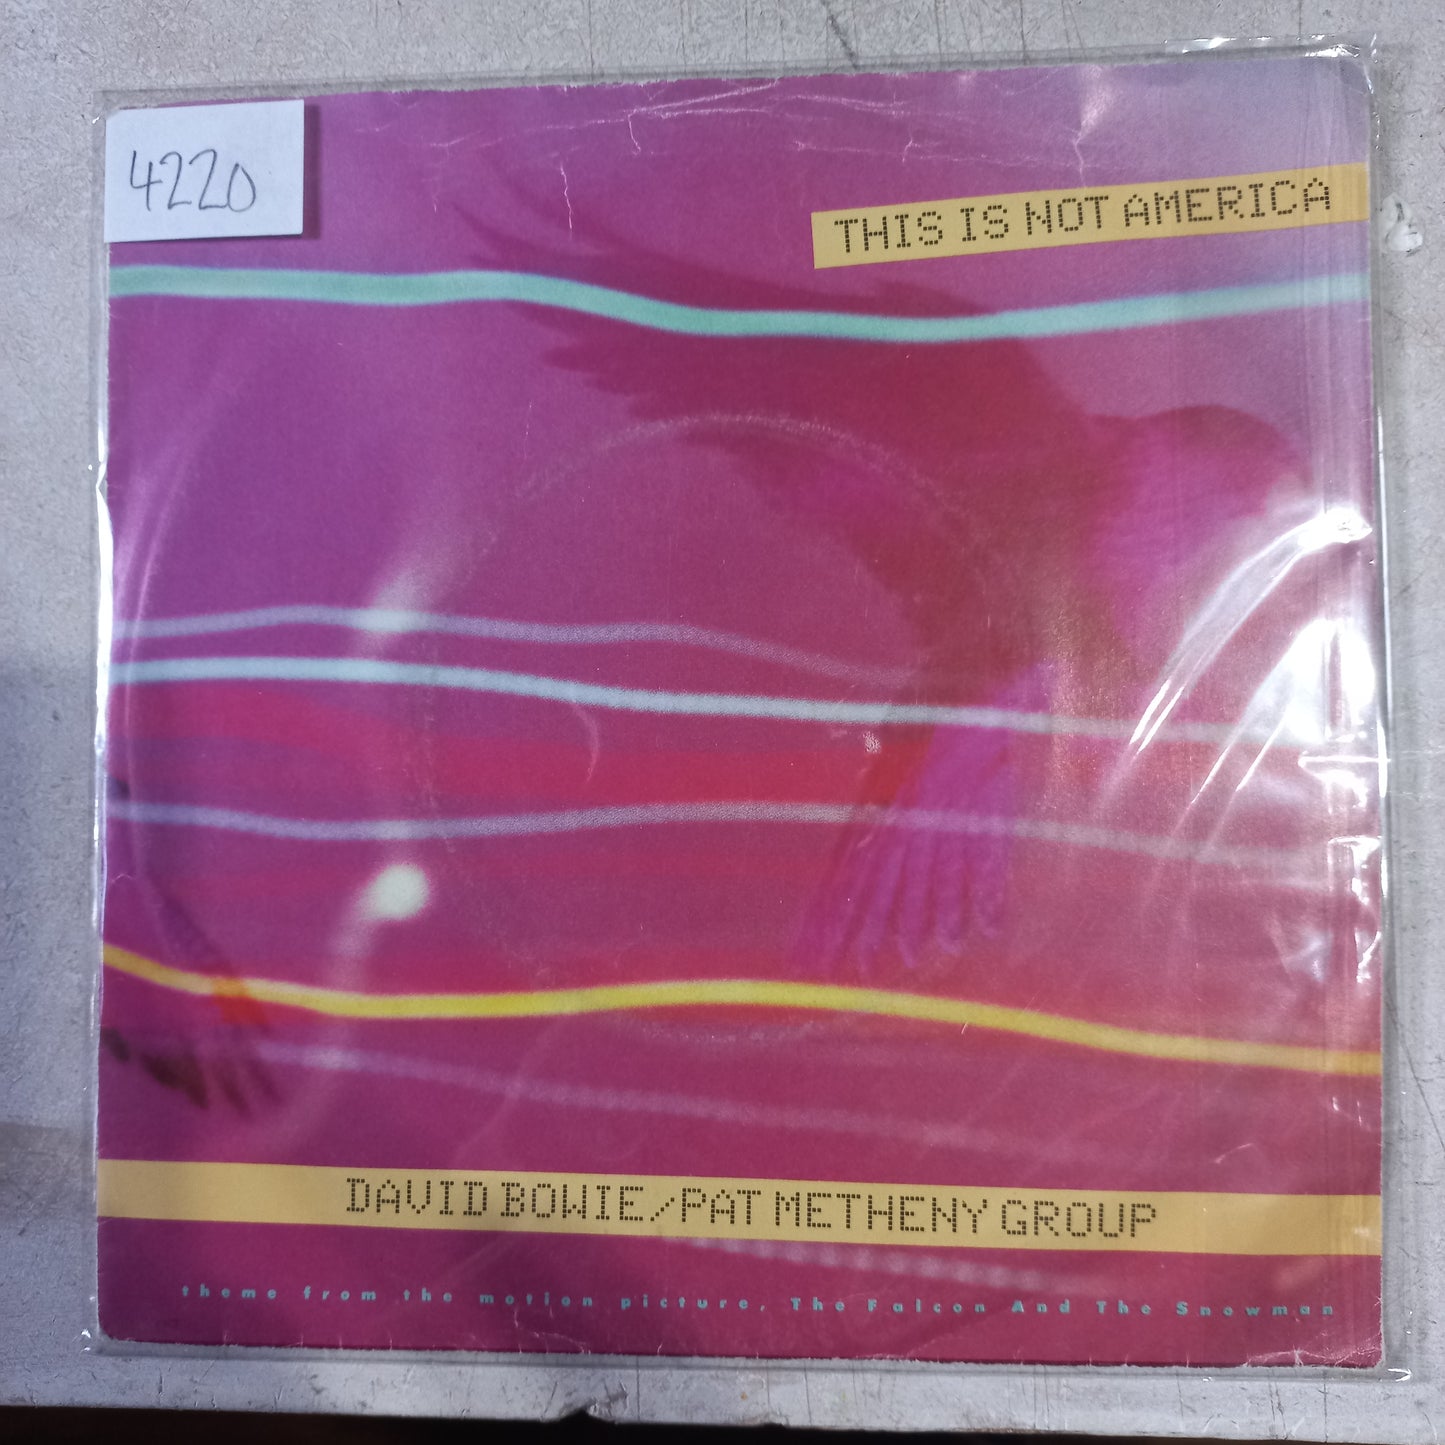 4220
THIS IS NOT AMERICA
DAVID BOWIE/PAT METHENY GROUP
theme from the motion picture, The Falcon And The Snowman